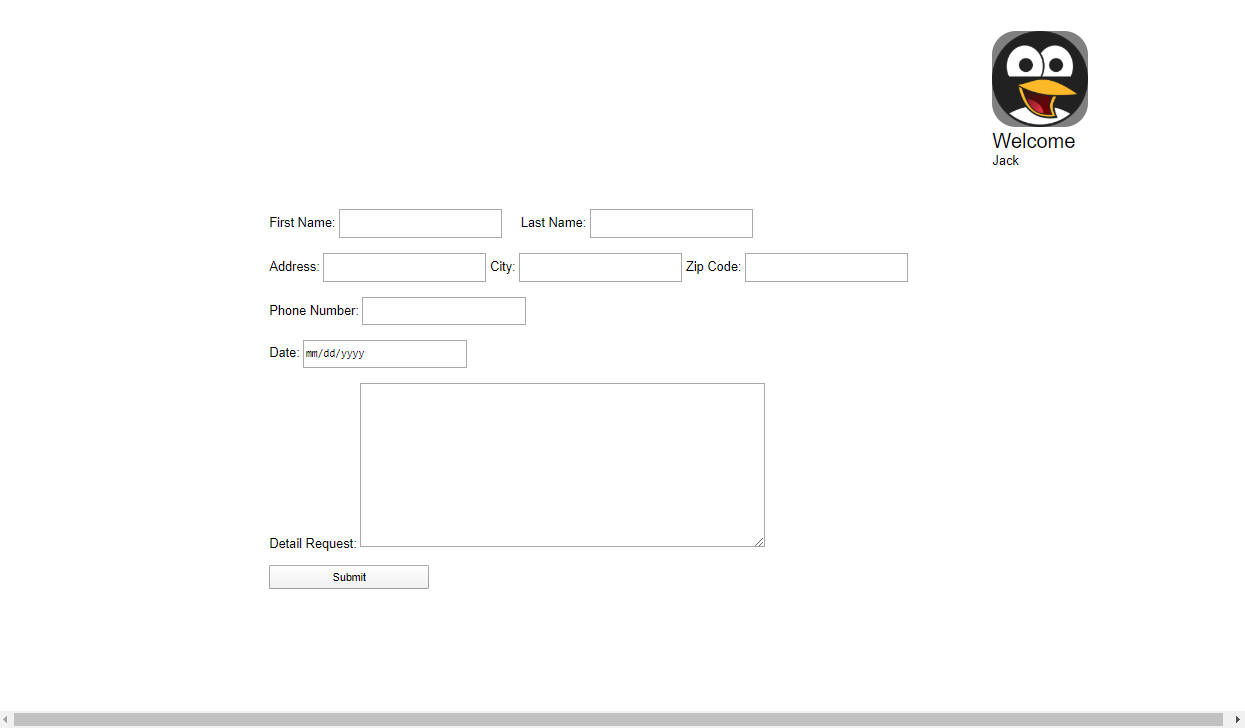 Welcome
Jack
First Name: Last Name:
Address: City: Zip Code:
Phone Number:
Date: mm/dd/yyyy
Detail Request:
Submit